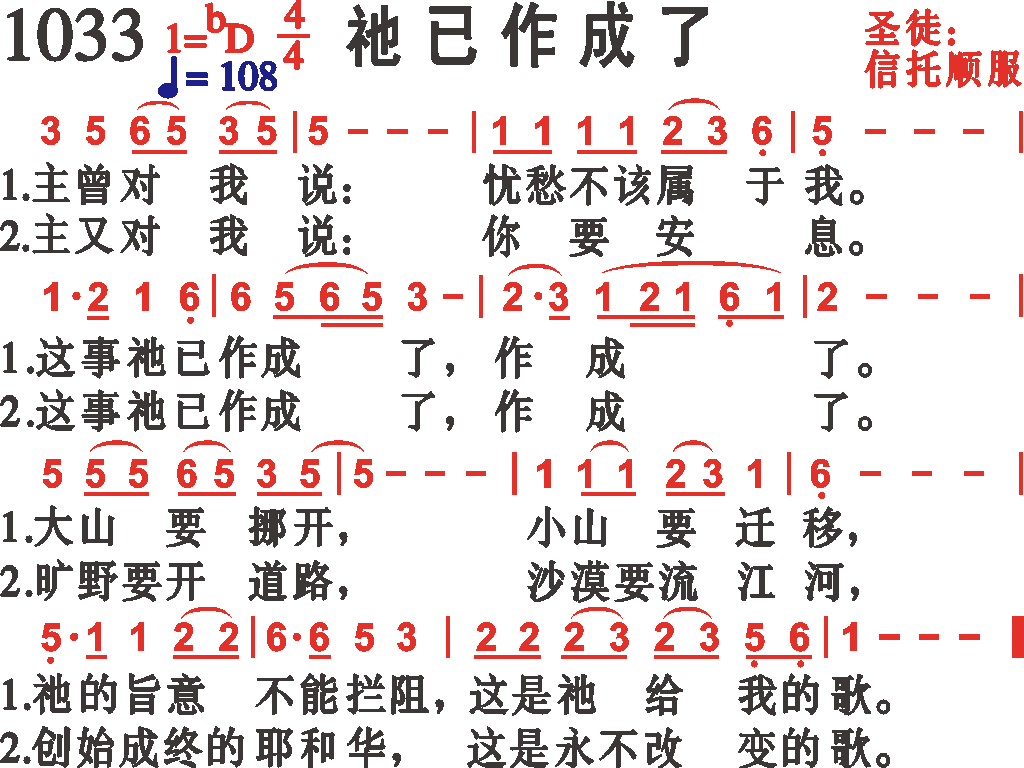 1033 1=ᵇD 4/4 祂已作成了 圣徒：
♩= 108 信托顺服
3 5 6 5 3 5 | 5 - - - | 1 1 1 1 2 3 6 | 5 - - - |
1.主曾对 我 说： 忧愁不该属 于 我。
2.主又对 我 说： 你 要 安 息。
1·2 1 6 | 6 5 6 5 3 - | 2·3 1 2 1 6 1 | 2 - - - |
1.这事祂已作成 了，作 成 了。
2.这事祂已作成 了，作 成 了。
5 5 5 6 5 3 5 | 5 - - - | 1 1 1 2 3 1 | 6 - - - |
1.大山 要 挪开， 小山 要 迁 移，
2.旷野要开 道路， 沙漠要流 江 河，
5·1 1 2 2 | 6·6 5 3 | 2 2 2 3 2 3 5 6 | 1 - - -
1.祂的旨意 不能拦阻，这是祂 给 我的歌。
2.创始成终的耶和华， 这是永不改 变的歌。